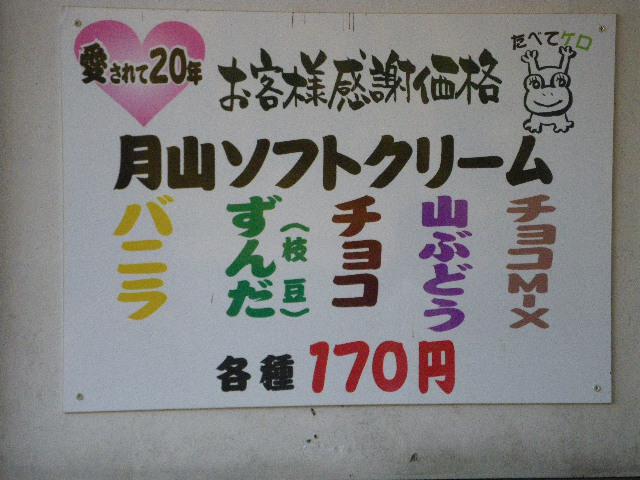 愛されて20年
お客様感謝価格
たべてケロ
月山ソフトクリーム
バニラ
ずんだ
(枝豆)
チョコ
山ぶどう
チョコMIX
各種170円